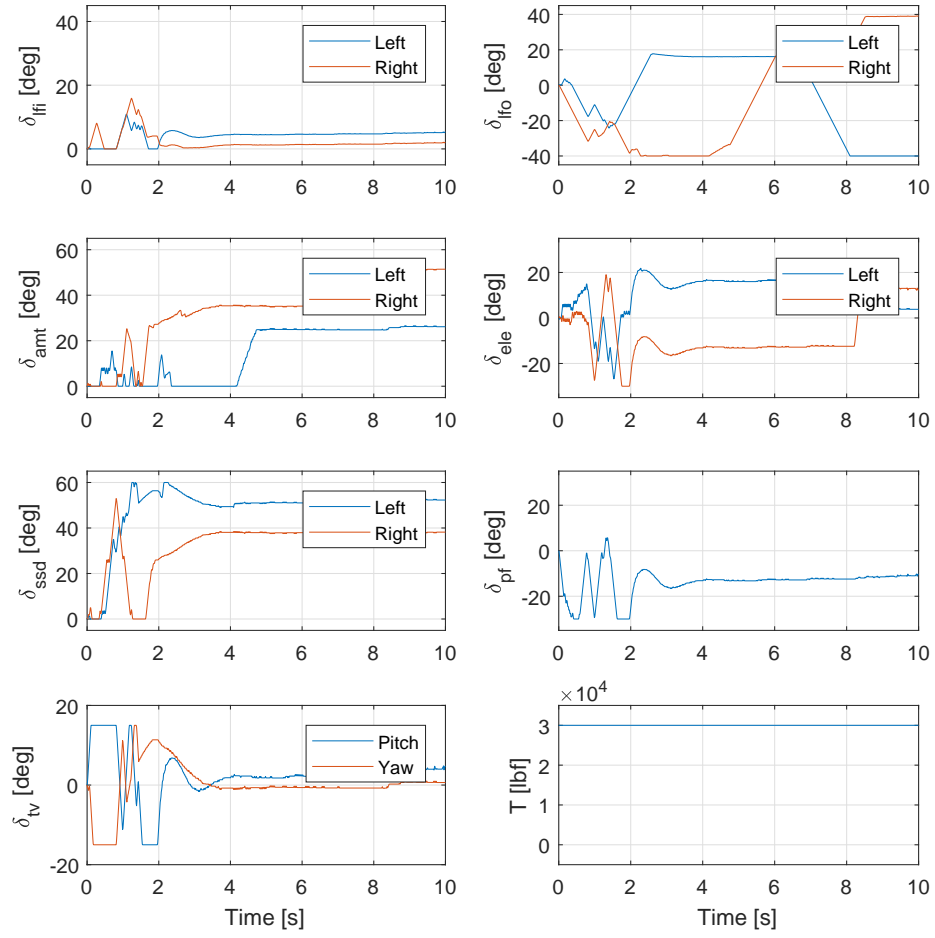 40
20
0
δlfi [deg]
Left
Right
0 2 4 6 8 10
40
20
0
-20
-40
δlfo [deg]
Left
Right
0 2 4 6 8 10
60
40
20
0
δamt [deg]
Left
Right
0 2 4 6 8 10
20
0
-20
δele [deg]
Left
Right
0 2 4 6 8 10
60
40
20
0
δssd [deg]
Left
Right
0 2 4 6 8 10
20
0
-20
δpf [deg]
0 2 4 6 8 10
20
0
-20
δtv [deg]
Pitch
Yaw
0 2 4 6 8 10
Time [s]
×10⁴
3
2
1
0
T [lbf]
0 2 4 6 8 10
Time [s]